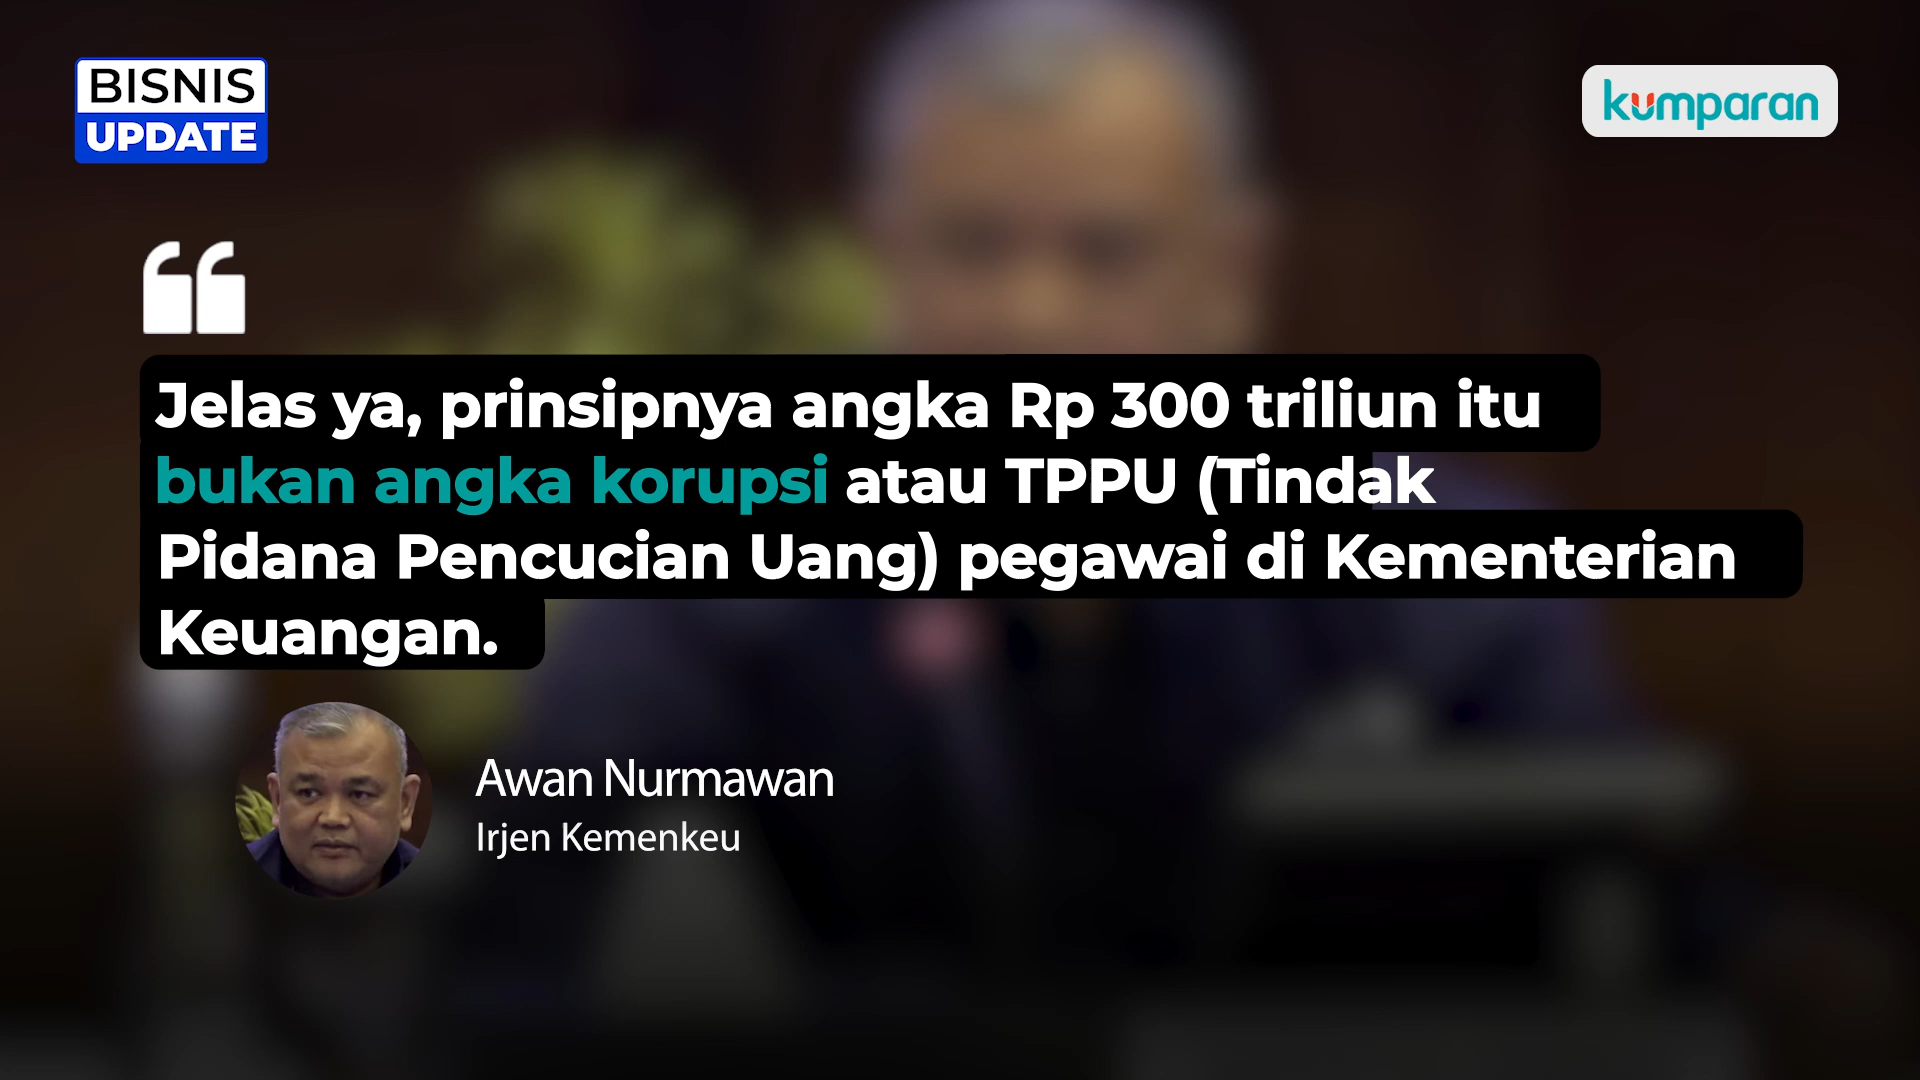 BISNIS
UPDATE
kumparan
“
Jelas ya, prinsipnya angka Rp 300 triliun itu
bukan angka korupsi atau TPPU (Tindak
Pidana Pencucian Uang) pegawai di Kementerian
Keuangan.
Awan Nurmawan
Irjen Kemenkeu